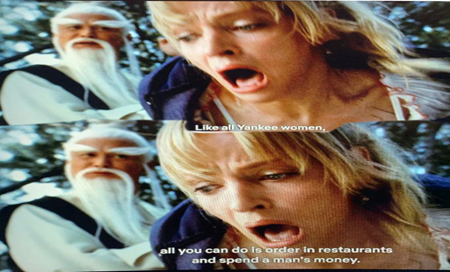 Like all Yankee women,
all you can do is order in restaurants
and spend a man's money.